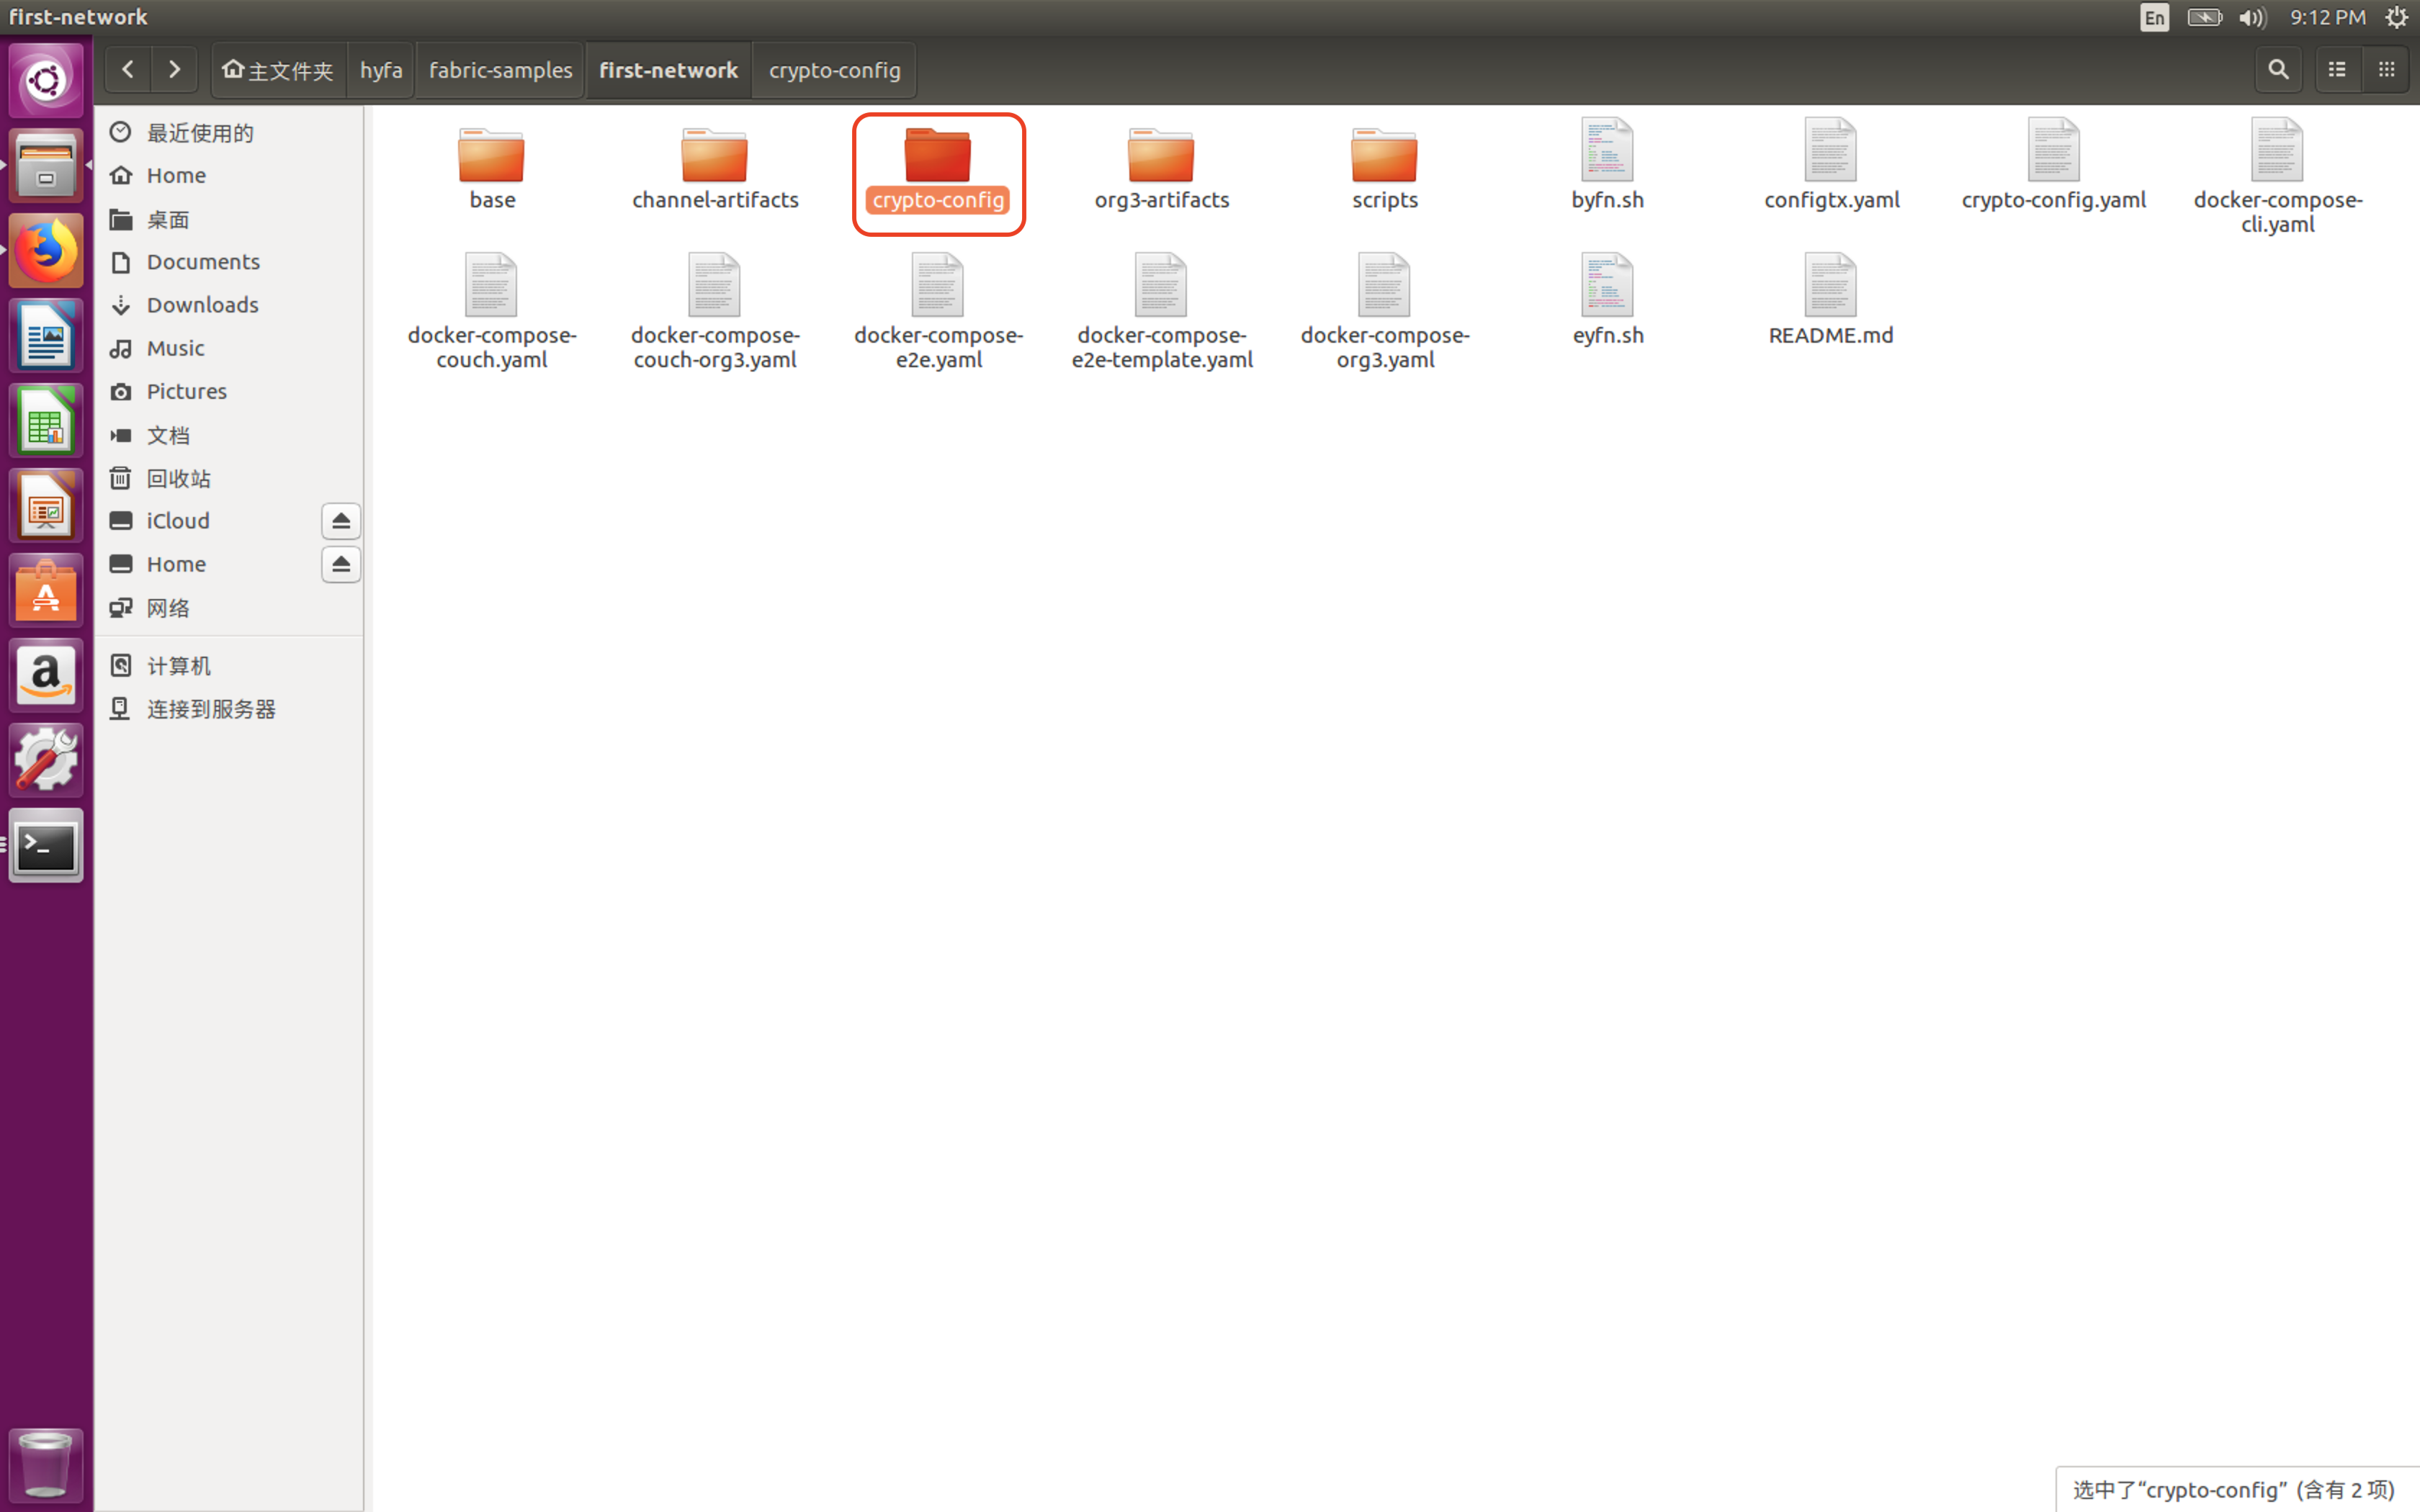 first-network
En
9:12 PM
主文件夹
hyfa
fabric-samples
first-network
crypto-config
最近使用的
Home
桌面
Documents
Downloads
Music
Pictures
文档
回收站
iCloud
Home
网络
计算机
连接到服务器
base
channel-artifacts
crypto-config
org3-artifacts
scripts
byfn.sh
configtx.yaml
crypto-config.yaml
docker-compose-
cli.yaml
docker-compose-
couch.yaml
docker-compose-
couch-org3.yaml
docker-compose-
e2e.yaml
docker-compose-
e2e-template.yaml
docker-compose-
org3.yaml
eyfn.sh
README.md
选中了“crypto-config” (含有 2 项)